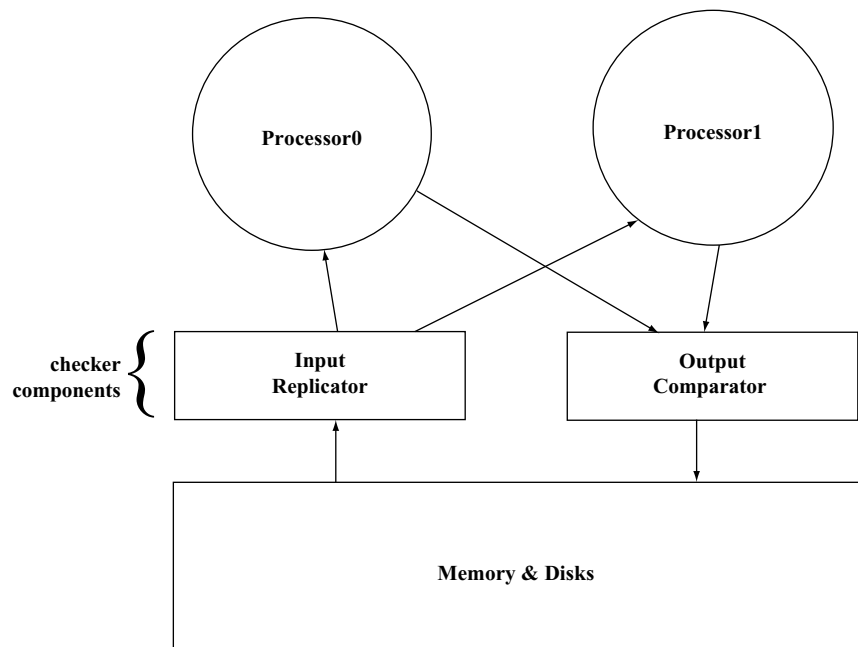 Processor0
Processor1
checker
components
Input
Replicator
Output
Comparator
Memory & Disks